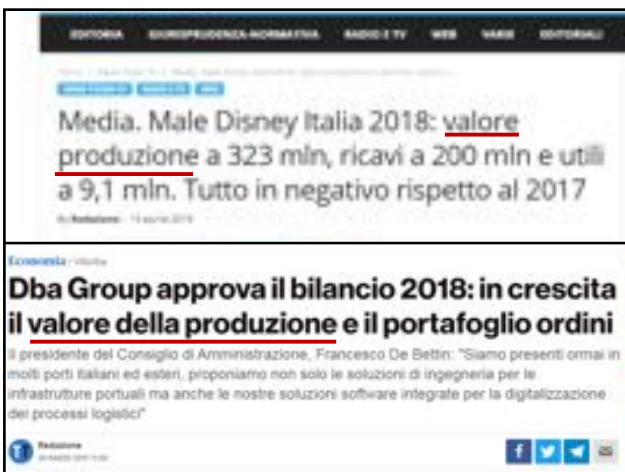 EDITORIA GIURISPRUDENZA-NORMATIVA RADIO E TV WEB VARIE EDITORIALI
Media. Male Disney Italia 2018: valore
produzione a 323 mln, ricavi a 200 mln e utili
a 9,1 mln. Tutto in negativo rispetto al 2017
By Redazione
Economia
Dba Group approva il bilancio 2018: in crescita
il valore della produzione e il portafoglio ordini
Il presidente del Consiglio di Amministrazione, Francesco De Bettin: "Siamo presenti ormai in
molti porti italiani ed esteri, proponiamo non solo le soluzioni di ingegneria per le
infrastrutture portuali ma anche le nostre soluzioni software integrate per la digitalizzazione
dei processi logistici"
Redazione